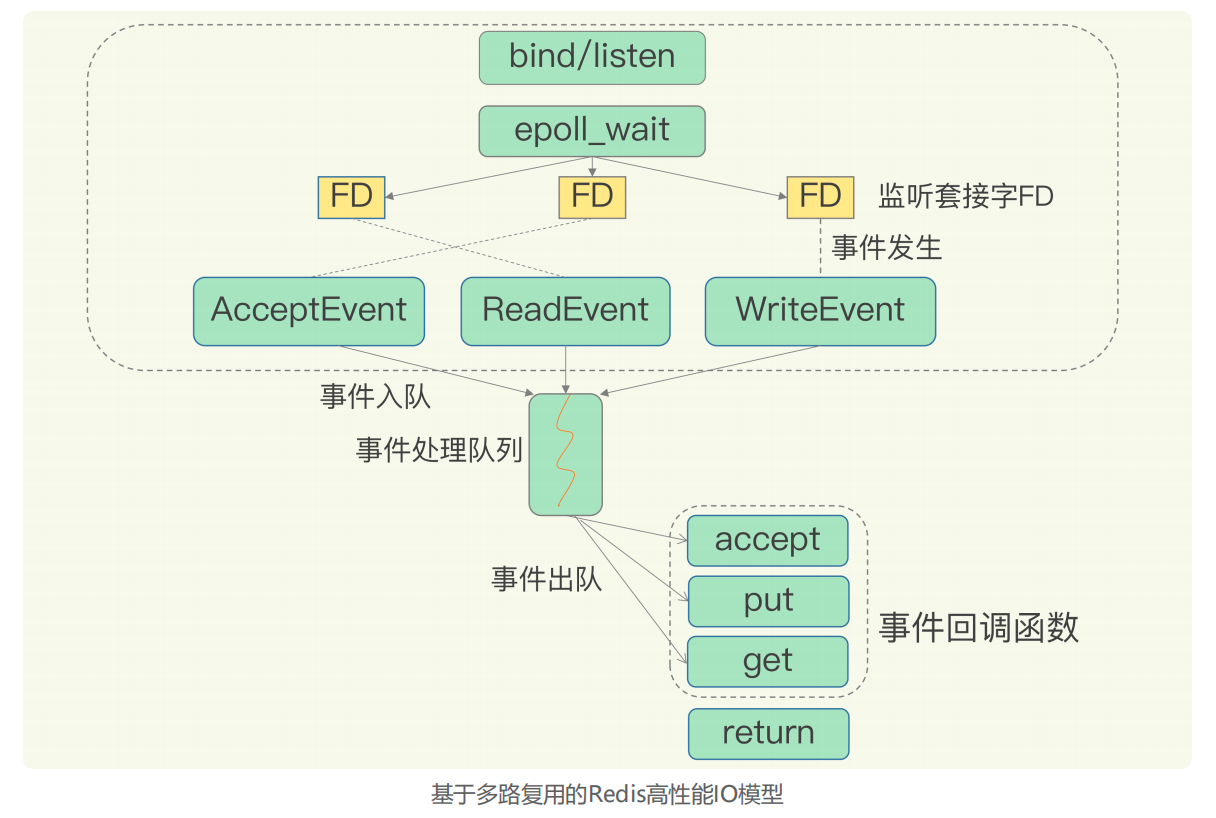 bind/listen
epoll_wait
FD
FD
FD
监听套接字FD
事件发生
AcceptEvent
ReadEvent
WriteEvent
事件入队
事件处理队列
accept
事件出队
put
事件回调函数
get
return
基于多路复用的Redis高性能IO模型